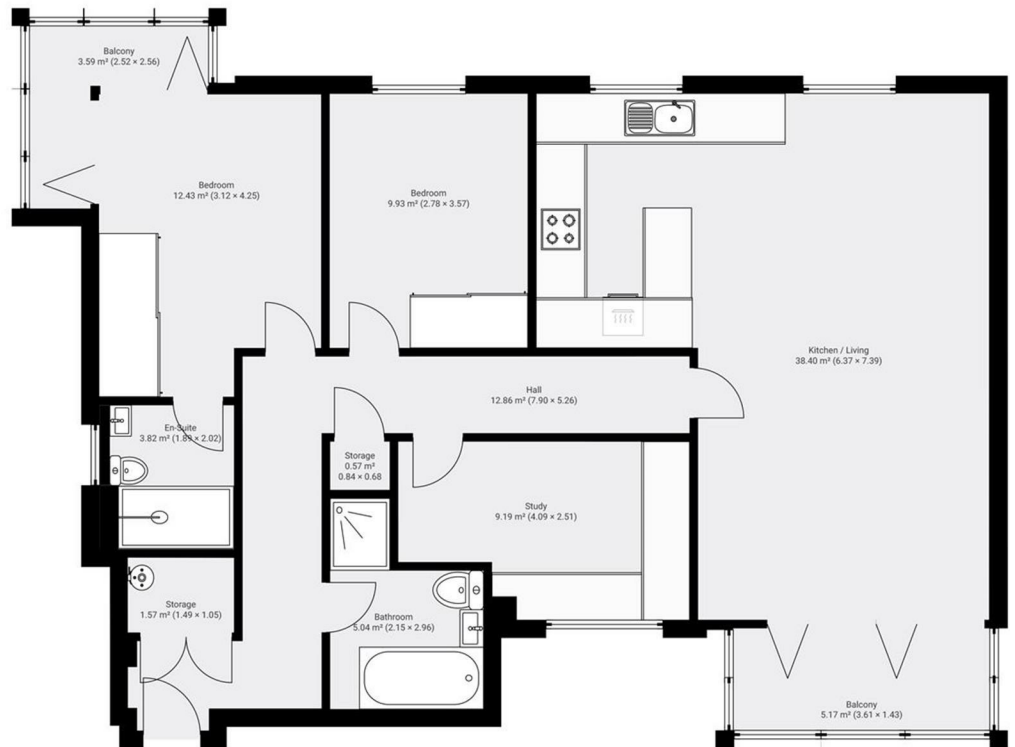 Balcony
3.59 m² (2.52 × 2.56)
Bedroom
12.43 m² (3.12 × 4.25)
Bedroom
9.93 m² (2.78 × 3.57)
Kitchen / Living
38.40 m² (6.37 × 7.39)
Hall
12.86 m² (7.90 × 5.26)
En-Suite
3.82 m² (1.89 × 2.02)
Storage
0.57 m²
0.84 × 0.68
Study
9.19 m² (4.09 × 2.51)
Storage
1.57 m² (1.49 × 1.05)
Bathroom
5.04 m² (2.15 × 2.96)
Balcony
5.17 m² (3.61 × 1.43)